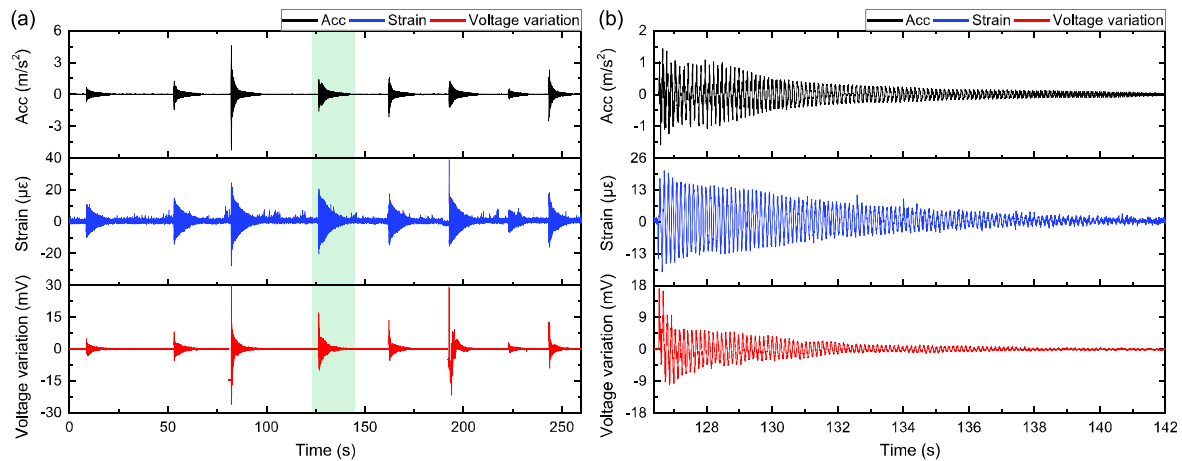 (a)
Acc Strain Voltage variation
6
3
0
-3
Acc (m/s²)
40
20
0
-20
Strain (με)
30
15
0
-15
-30
Voltage variation (mV)
0 50 100 150 200 250
Time (s)
(b)
Acc Strain Voltage variation
2
1
0
-1
Acc (m/s²)
26
13
0
-13
Strain (με)
18
9
0
-9
-18
Voltage variation (mV)
128 130 132 134 136 138 140 142
Time (s)